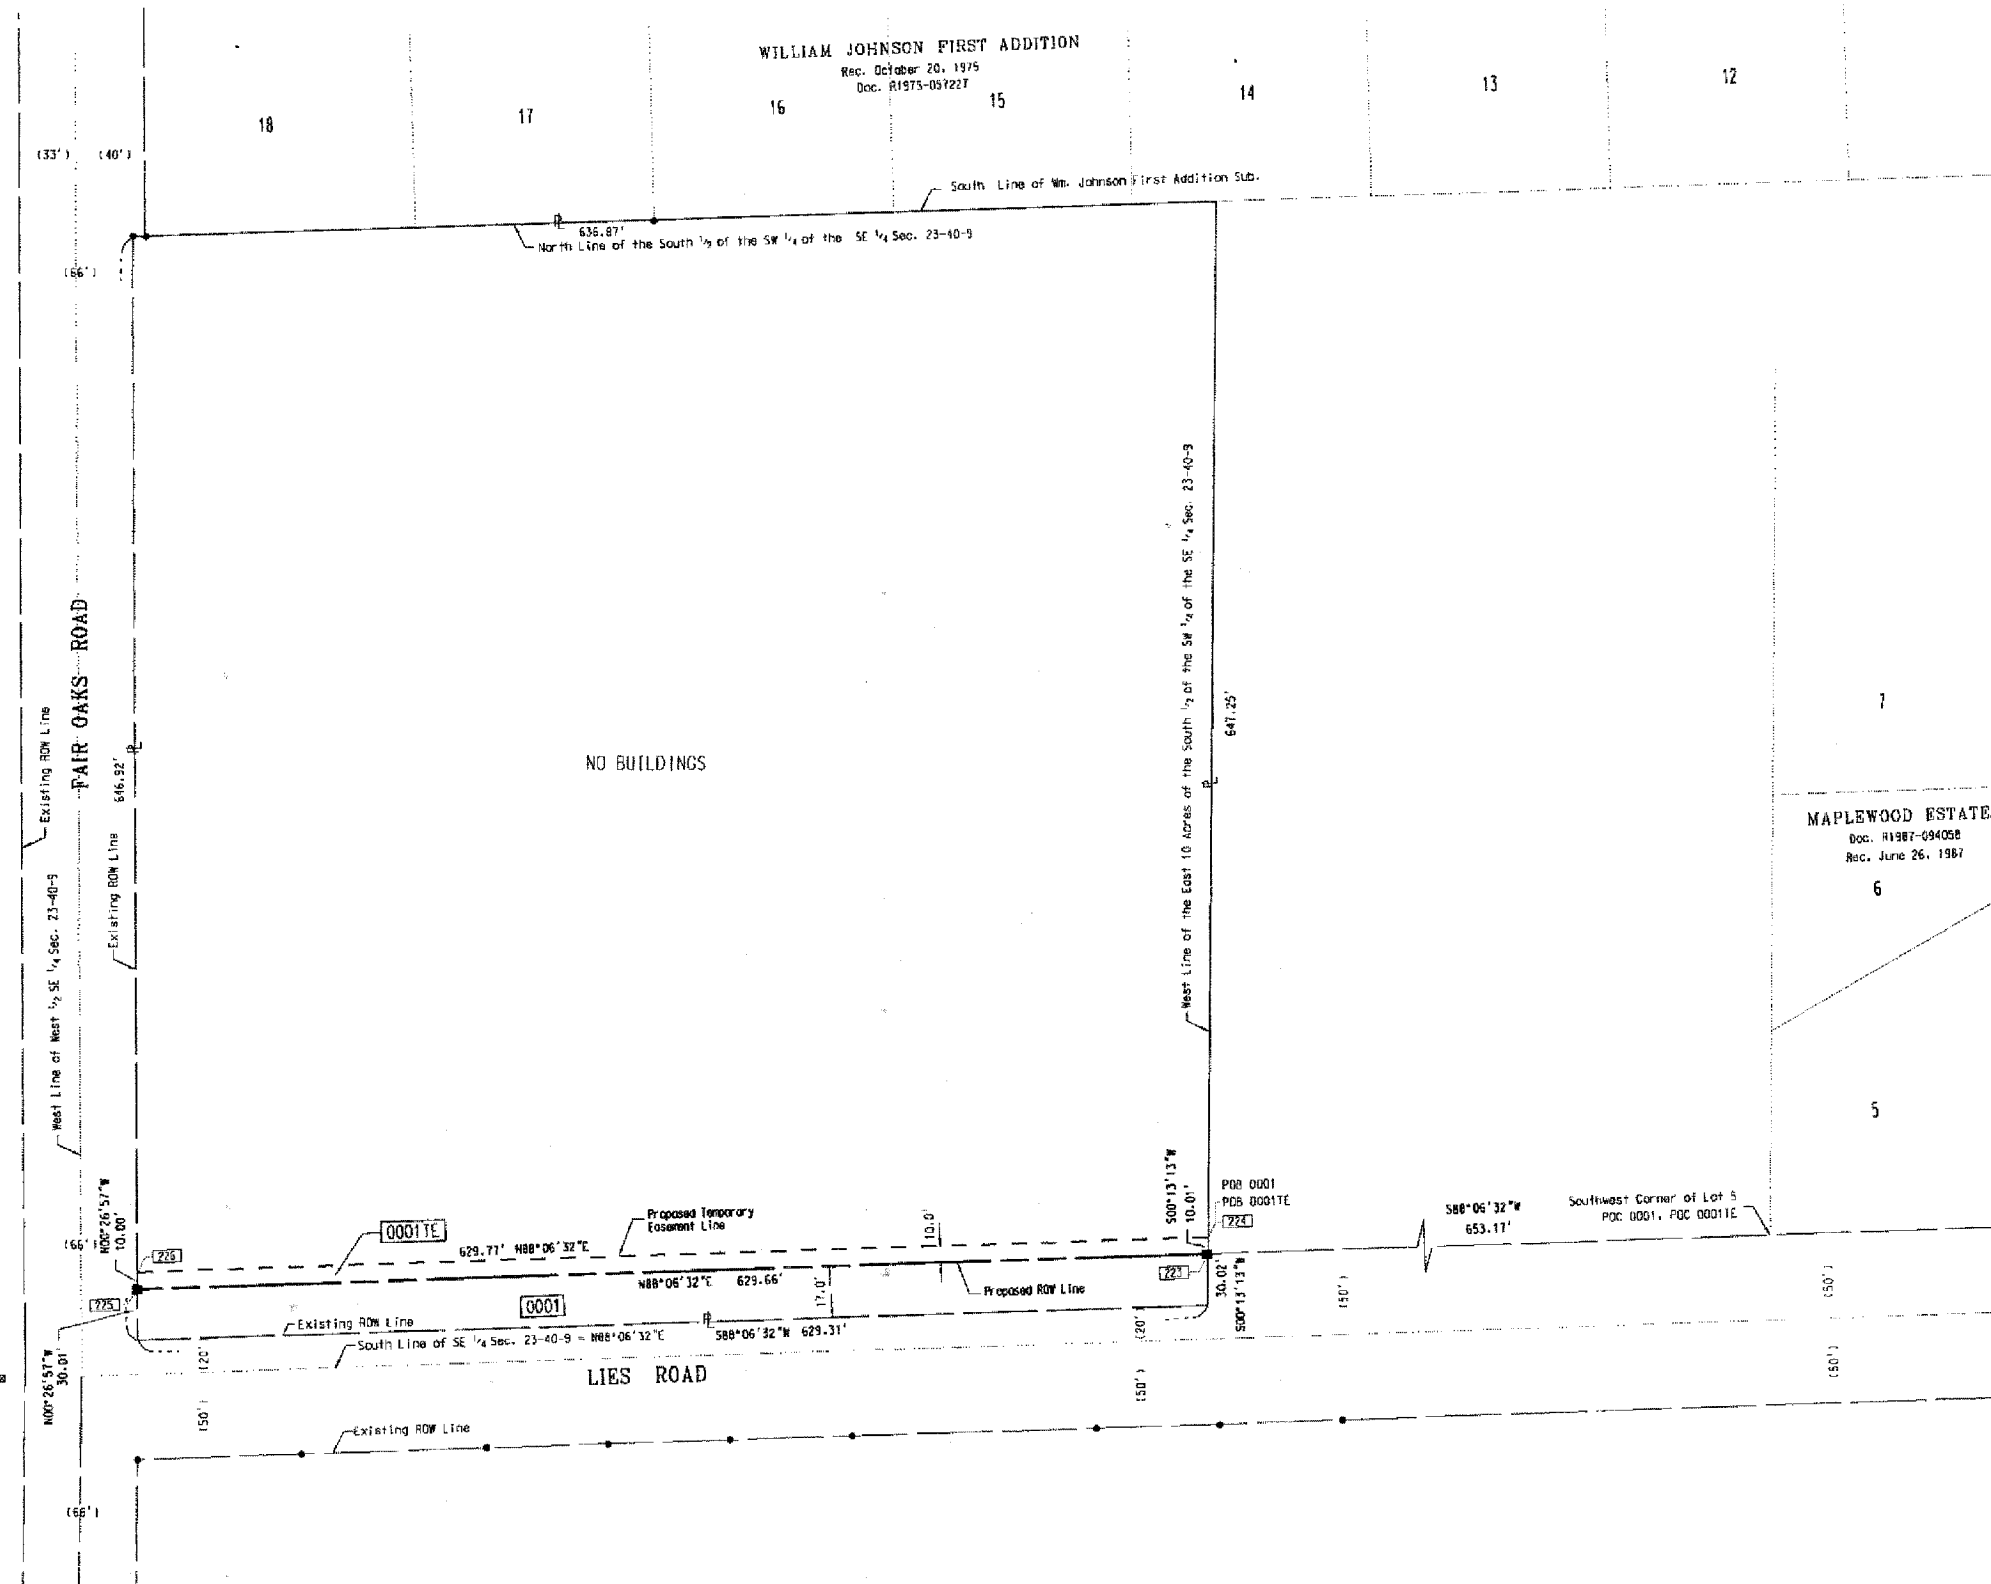 WILLIAM JOHNSON FIRST ADDITION
Rec. October 20, 1975
18
17
16
15
14
13
12
(33')
(40')
South Line of Wm. Johnson First Addition Sub.
636.87'
North Line of the South 1/2 of the SW 1/4 of the SE 1/4 Sec. 23-40-9
(66')
West Line of the East 10 Acres of the South 1/2 of the SW 1/4 of the SE 1/4 Sec. 23-40-9
647.25'
FAIR OAKS ROAD
Existing ROW Line
646.92'
Existing ROW Line
West Line of West 1/2 SE 1/4 Sec. 23-40-9
NO BUILDINGS
7
MAPLEWOOD ESTATE
Doc. R1987-094058
Rec. June 26, 1987
6
5
N00°26'57"W
10.00'
(66')
226
0001TE
629.77' N88°06'32"E
Proposed Temporary
Easement Line
10.0'
S00°13'13"W
10.01'
POB 0001
POB 0001TE
224
S88°06'32"W
653.17'
Southwest Corner of Lot 5
POC 0001, POC 0001TE
225
N88°06'32"E 629.66'
17.0'
Proposed ROW Line
223
30.02'
S00°13'13"W
(50')
(50')
0001
Existing ROW Line
S88°06'32"W 629.31'
South Line of SE 1/4 Sec. 23-40-9 = N88°06'32"E
(20')
(20')
N00°26'57"W
30.01'
LIES ROAD
(50')
(50')
(50')
Existing ROW Line
(66')